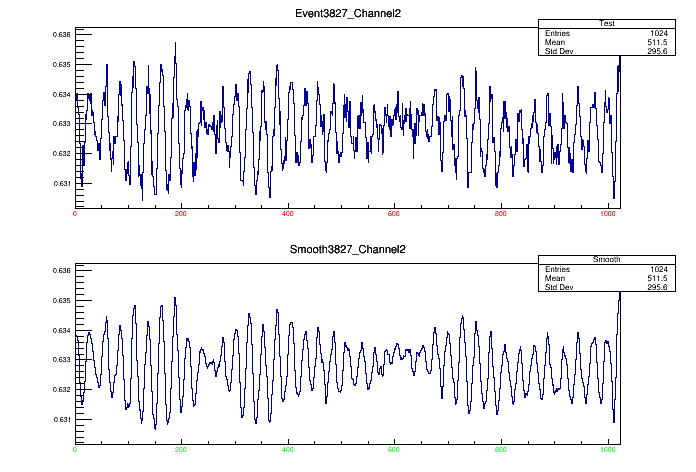 Event3827_Channel2
Test
Entries 1024
Mean 511.5
Std Dev 295.6
0.636
0.635
0.634
0.633
0.632
0.631
0 200 400 600 800 1000
Smooth3827_Channel2
Smooth
Entries 1024
Mean 511.5
Std Dev 295.6
0.636
0.635
0.634
0.633
0.632
0.631
0 200 400 600 800 1000